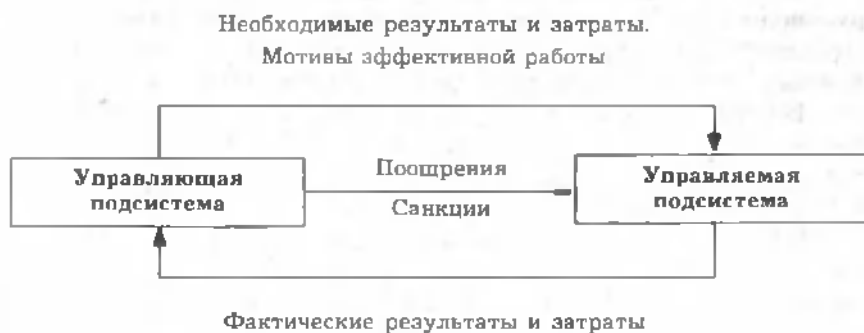 Необходимые результаты и затраты.
Мотивы эффективной работы
Управляющая
подсистема
Поощрения
Санкции
Управляемая
подсистема
Фактические результаты и затраты